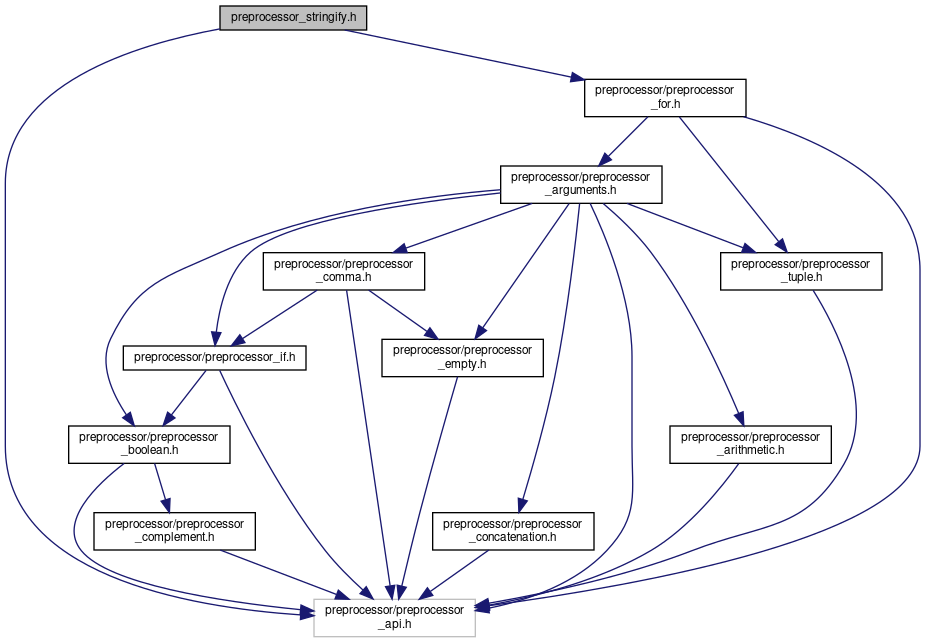 preprocessor_stringify.h
preprocessor/preprocessor
_for.h
preprocessor/preprocessor
_arguments.h
preprocessor/preprocessor
_comma.h
preprocessor/preprocessor
_tuple.h
preprocessor/preprocessor_if.h
preprocessor/preprocessor
_empty.h
preprocessor/preprocessor
_boolean.h
preprocessor/preprocessor
_arithmetic.h
preprocessor/preprocessor
_complement.h
preprocessor/preprocessor
_concatenation.h
preprocessor/preprocessor
_api.h